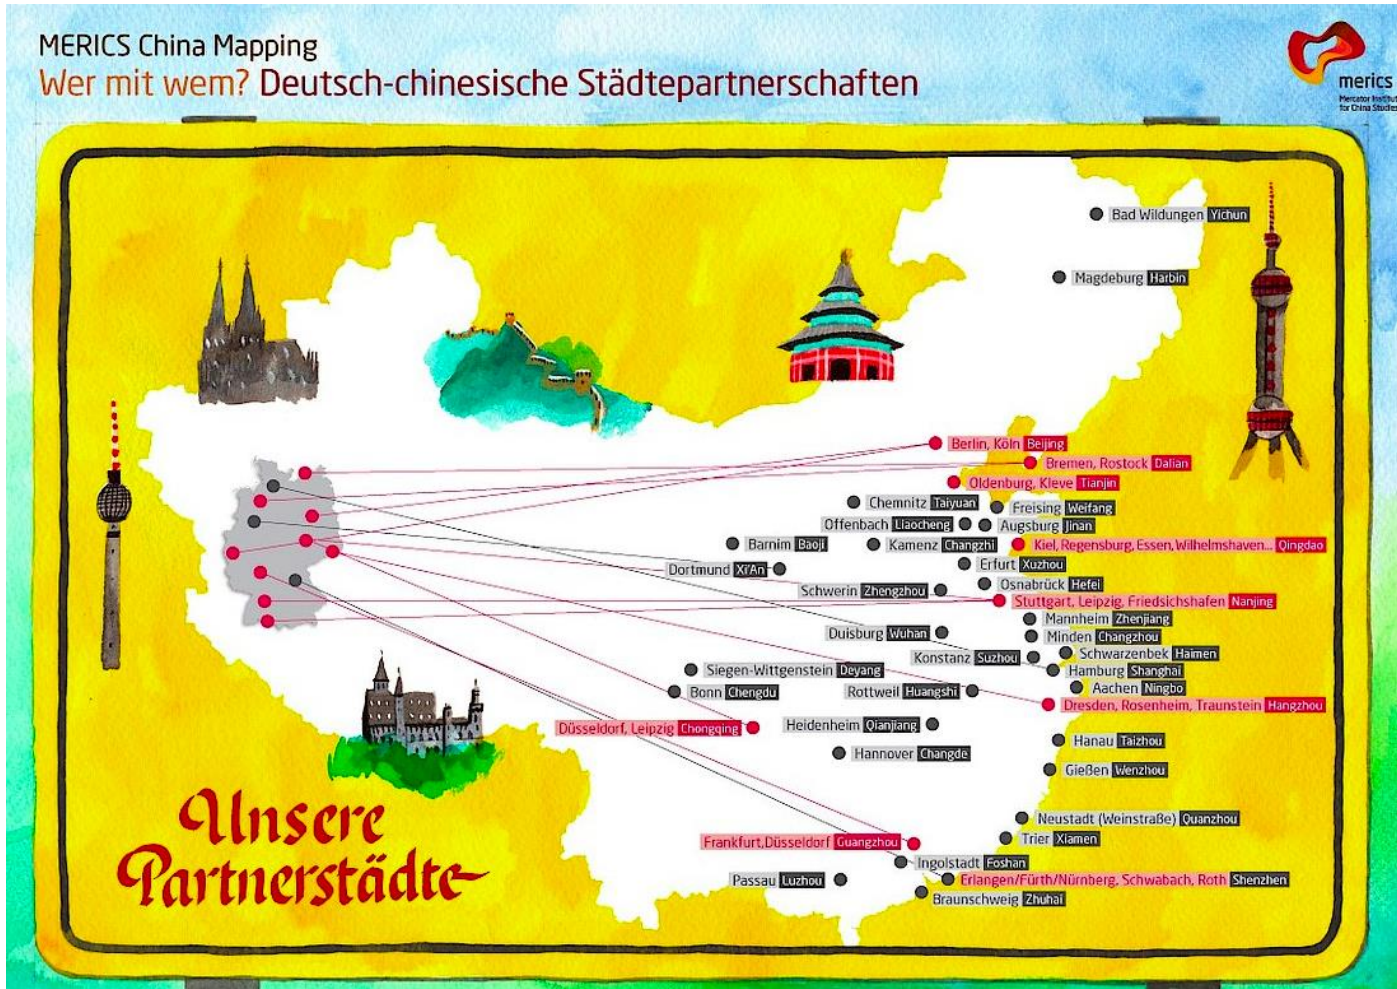 MERICS China Mapping
Wer mit wem? Deutsch-chinesische Städtepartnerschaften
merics
Mercator Institut
for China Studies
Bad Wildungen Yichun
Magdeburg Harbin
Berlin, Köln Beijing
Bremen, Rostock Dalian
Oldenburg, Kleve Tianjin
Chemnitz Taiyuan
Freising Weifang
Offenbach Liaocheng
Augsburg Jinan
Barnim Baoji
Kamenz Changzhi
Kiel, Regensburg, Essen, Wilhelmshaven... Qingdao
Dortmund Xi'An
Erfurt Xuzhou
Schwerin Zhengzhou
Osnabrück Hefei
Stuttgart, Leipzig, Friedsichshafen Nanjing
Mannheim Zhenjiang
Duisburg Wuhan
Minden Changzhou
Konstanz Suzhou
Schwarzenbek Haimen
Siegen-Wittgenstein Deyang
Hamburg Shanghai
Bonn Chengdu
Rottweil Huangshi
Aachen Ningbo
Dresden, Rosenheim, Traunstein Hangzhou
Düsseldorf, Leipzig Chongqing
Heidenheim Qianjiang
Hanau Taizhou
Hannover Changde
Gießen Wenzhou
Neustadt (Weinstraße) Quanzhou
Trier Xiamen
Frankfurt,Düsseldorf Guangzhou
Ingolstadt Foshan
Passau Luzhou
Erlangen/Fürth/Nürnberg, Schwabach, Roth Shenzhen
Braunschweig Zhuhai
Unsere
Partnerstädte